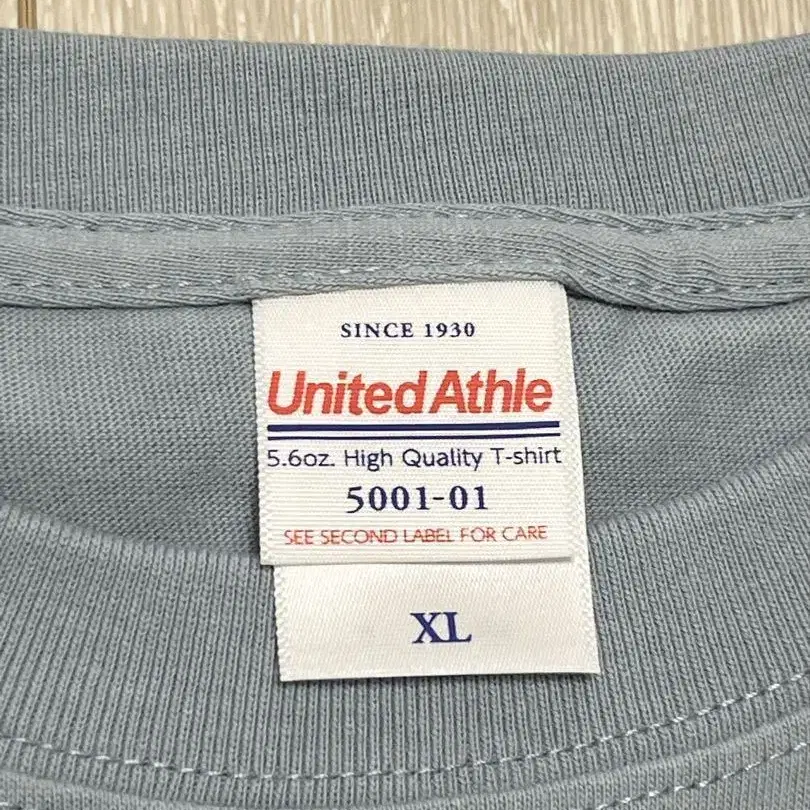 SINCE 1930
United Athle
5.6oz. High Quality T-shirt
5001-01
SEE SECOND LABEL FOR CARE
XL